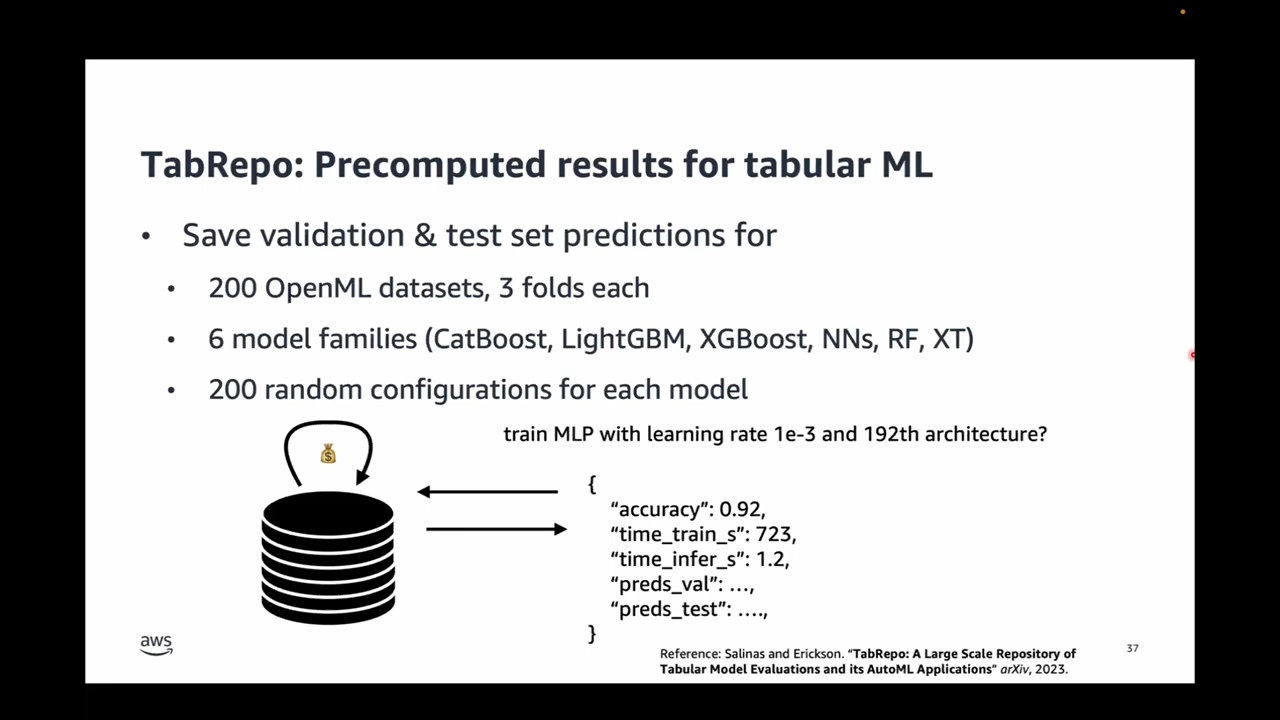 TabRepo: Precomputed results for tabular ML
• Save validation & test set predictions for
• 200 OpenML datasets, 3 folds each
• 6 model families (CatBoost, LightGBM, XGBoost, NNs, RF, XT)
• 200 random configurations for each model
train MLP with learning rate 1e-3 and 192th architecture?
{
“accuracy”: 0.92,
“time_train_s”: 723,
“time_infer_s”: 1.2,
“preds_val”: …,
“preds_test”: ….,
}
aws
Reference: Salinas and Erickson. “TabRepo: A Large Scale Repository of
Tabular Model Evaluations and its AutoML Applications” arXiv, 2023.
37